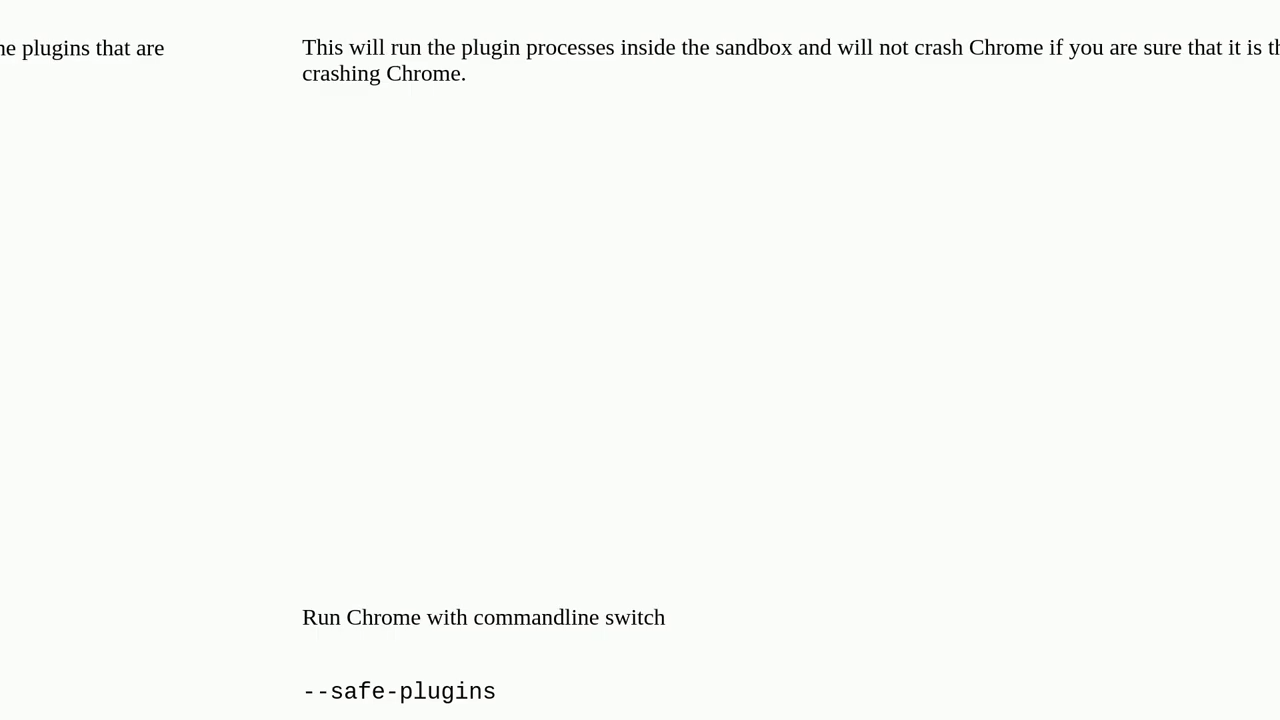 he plugins that are
This will run the plugin processes inside the sandbox and will not crash Chrome if you are sure that it is th
crashing Chrome.
Run Chrome with commandline switch
--safe-plugins